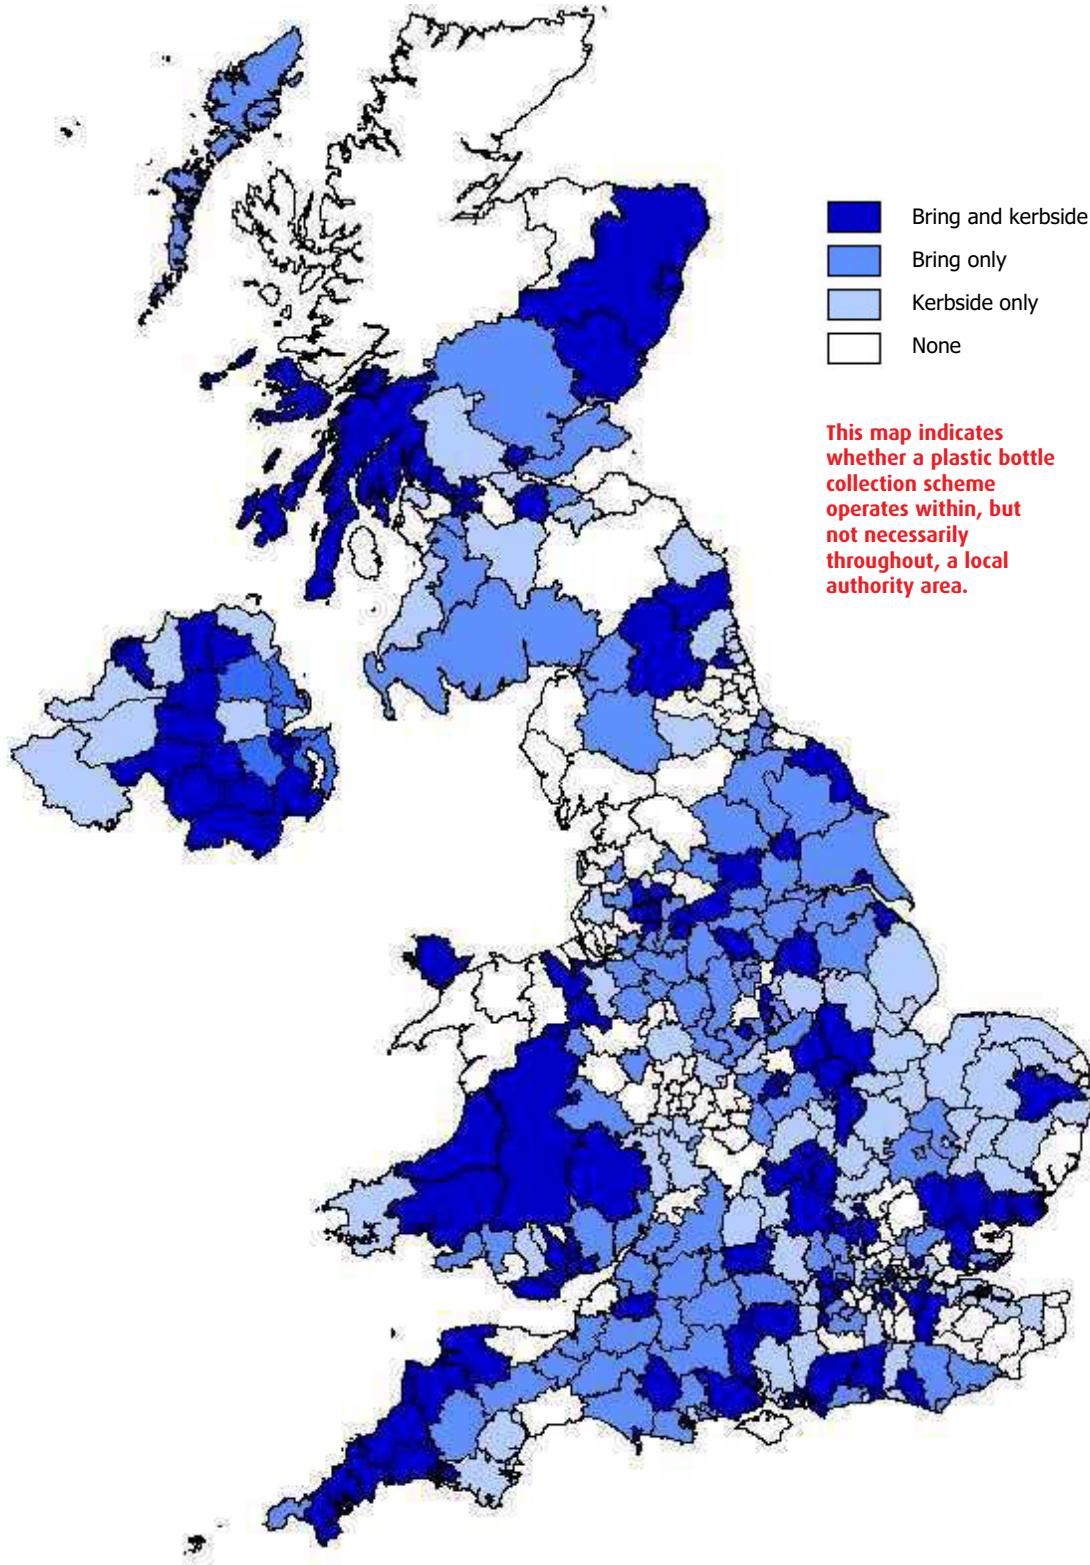 Bring and kerbside
Bring only
Kerbside only
None
This map indicates
whether a plastic bottle
collection scheme
operates within, but
not necessarily
throughout, a local
authority area.